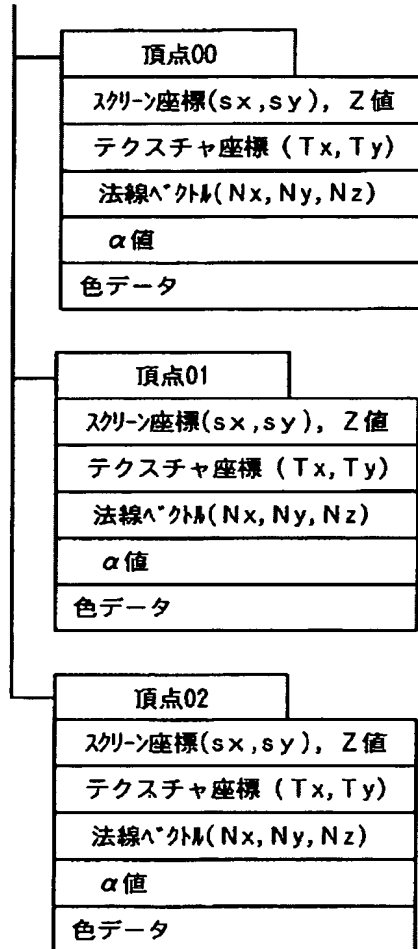 頂点00
スクリーン座標(sx,sy), Z値
テクスチャ座標 (Tx,Ty)
法線ベクトル(Nx,Ny,Nz)
α値
色データ
頂点01
スクリーン座標(sx,sy), Z値
テクスチャ座標 (Tx,Ty)
法線ベクトル(Nx,Ny,Nz)
α値
色データ
頂点02
スクリーン座標(sx,sy), Z値
テクスチャ座標 (Tx,Ty)
法線ベクトル(Nx,Ny,Nz)
α値
色データ